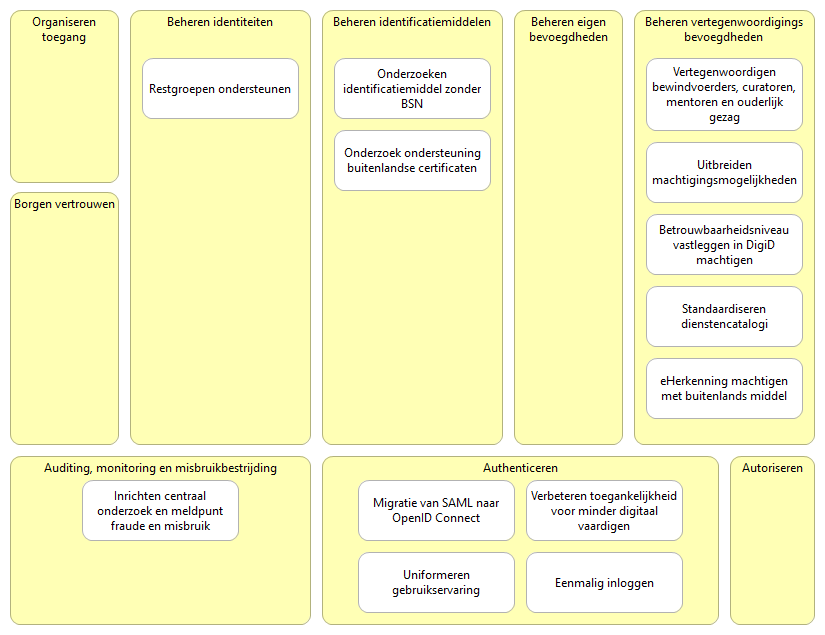 Organiseren
toegang
Borgen vertrouwen
Beheren identiteiten
Restgroepen ondersteunen
Beheren identificatiemiddelen
Onderzoeken
identificatiemiddel zonder
BSN
Onderzoek ondersteuning
buitenlandse certificaten
Beheren eigen
bevoegdheden
Beheren vertegenwoordigings
bevoegdheden
Vertegenwoordigen
bewindvoerders, curatoren,
mentoren en ouderlijk
gezag
Uitbreiden
machtigingsmogelijkheden
Betrouwbaarheidsniveau
vastleggen in DigiD
machtigen
Standaardiseren
dienstencatalogi
eHerkenning machtigen
met buitenlands middel
Auditing, monitoring en misbruikbestrijding
Inrichten centraal
onderzoek en meldpunt
fraude en misbruik
Authenticeren
Migratie van SAML naar
OpenID Connect
Verbeteren toegankelijkheid
voor minder digitaal
vaardigen
Uniformeren
gebruikservaring
Eenmalig inloggen
Autoriseren